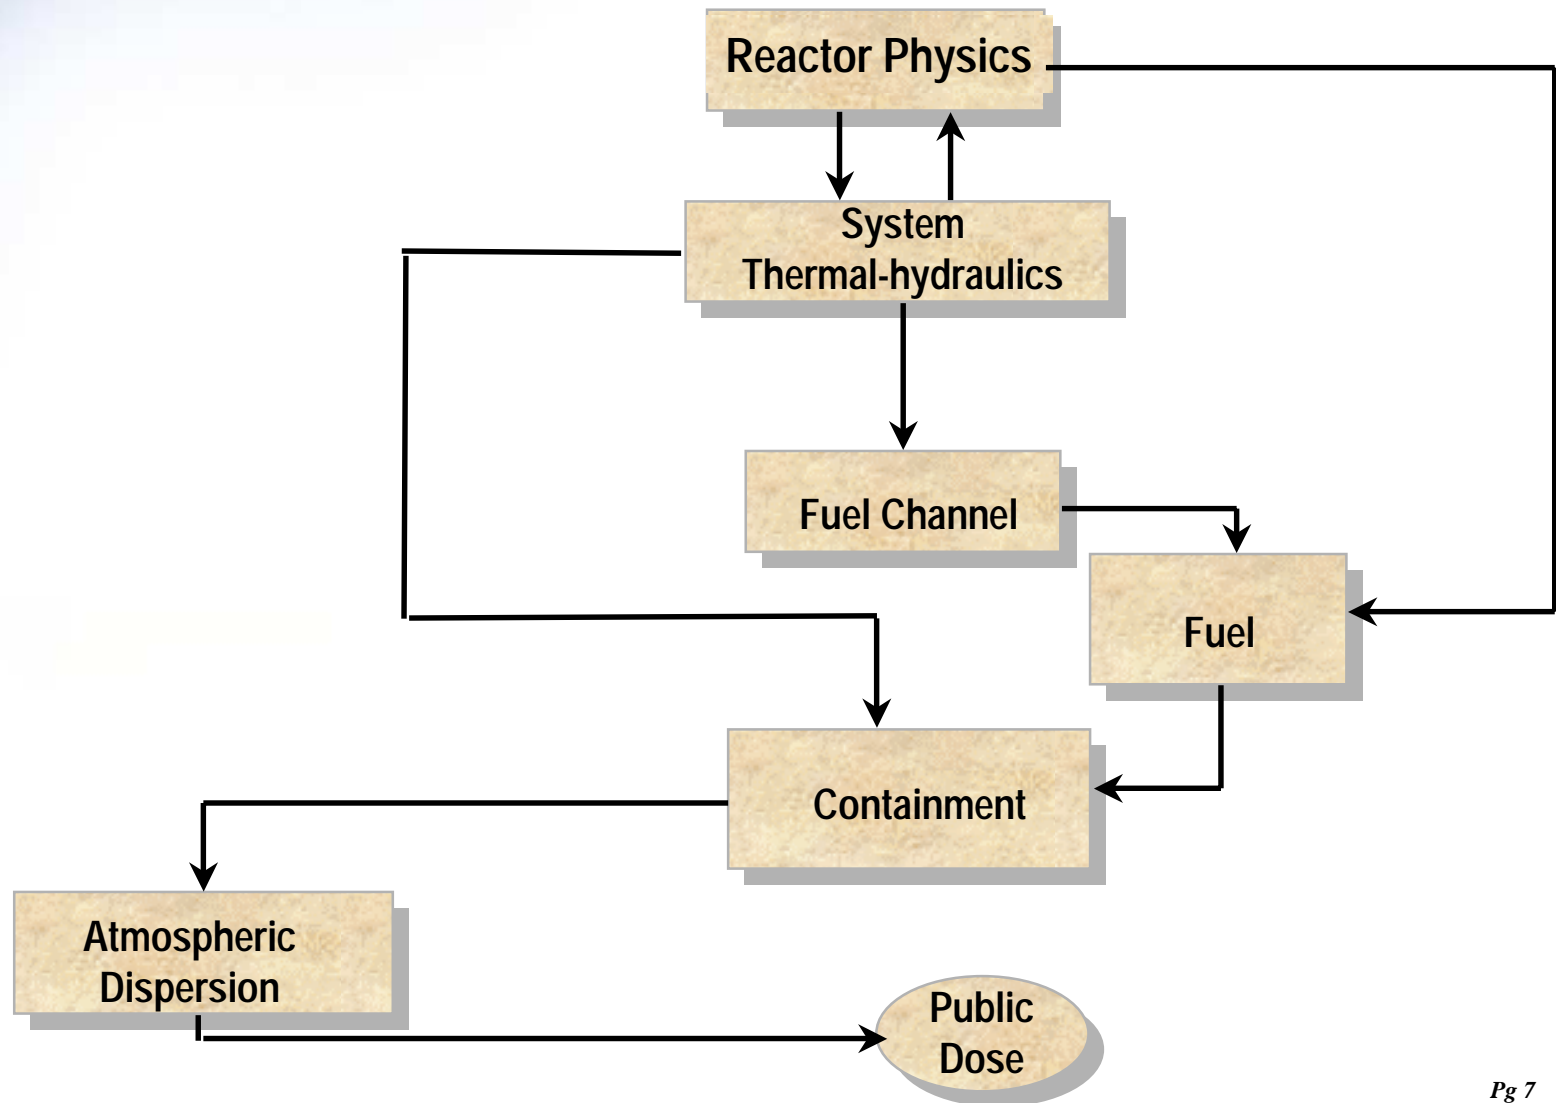 Reactor Physics
System
Thermal-hydraulics
Fuel Channel
Fuel
Containment
Atmospheric
Dispersion
Public
Dose
Pg 7